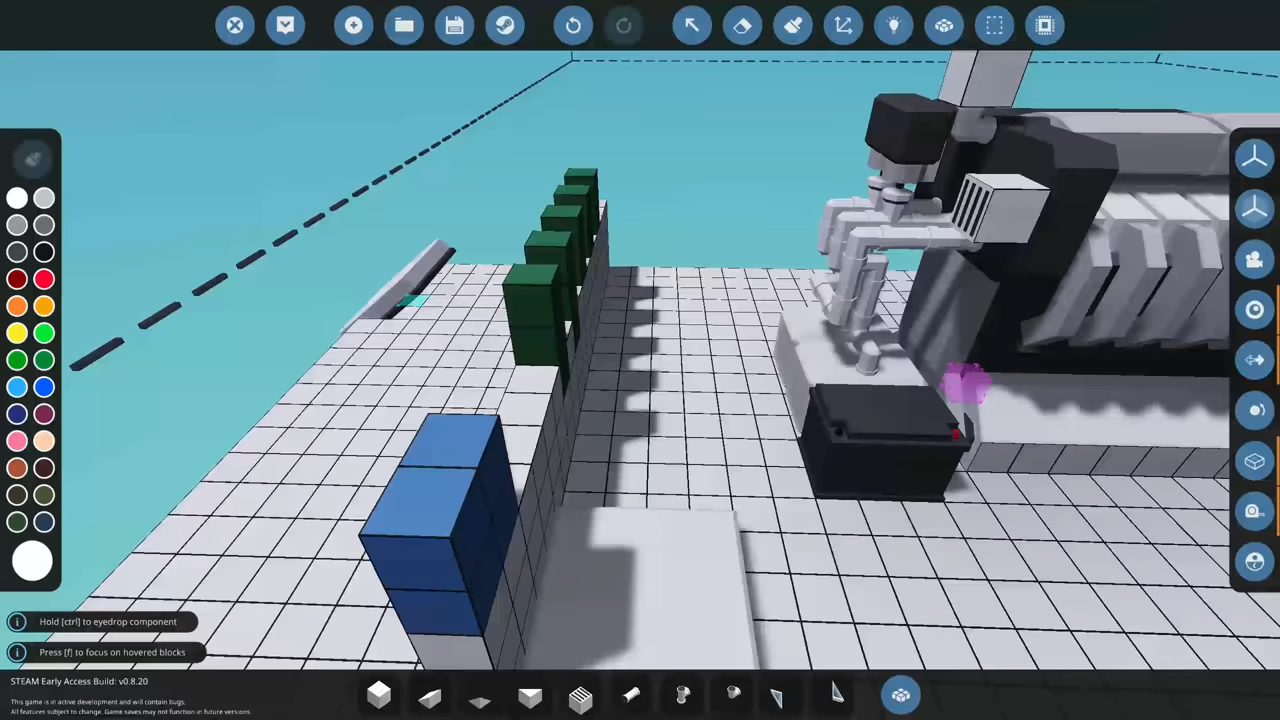 Hold [ctrl] to eyedrop component
Press [f] to focus on hovered blocks
STEAM Early Access Build: v0.8.20
This game is in active development and will contain bugs.
All features subject to change. Game saves may not function in future versions.